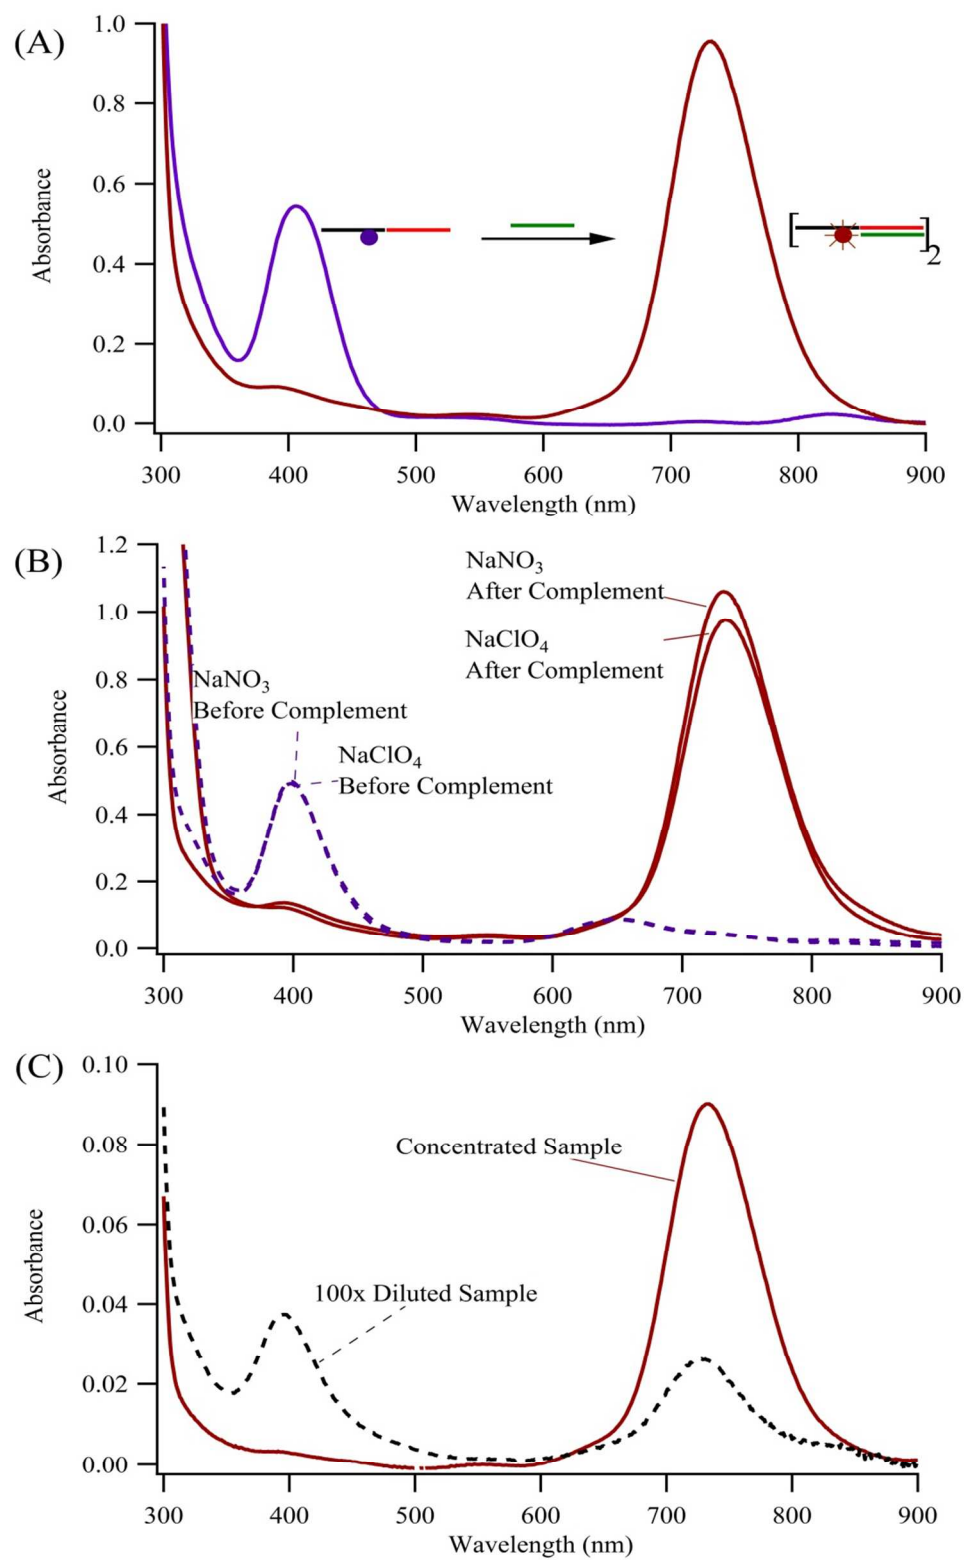 (A)
1.0
0.8
0.6
0.4
0.2
0.0
Absorbance
[ ]2
300 400 500 600 700 800 900
Wavelength (nm)
(B)
1.2
1.0
0.8
0.6
0.4
0.2
0.0
Absorbance
NaNO3
After Complement
NaClO4
After Complement
NaNO3
Before Complement
NaClO4
Before Complement
300 400 500 600 700 800 900
Wavelength (nm)
(C)
0.10
0.08
0.06
0.04
0.02
0.00
Absorbance
Concentrated Sample
100x Diluted Sample
300 400 500 600 700 800 900
Wavelength (nm)